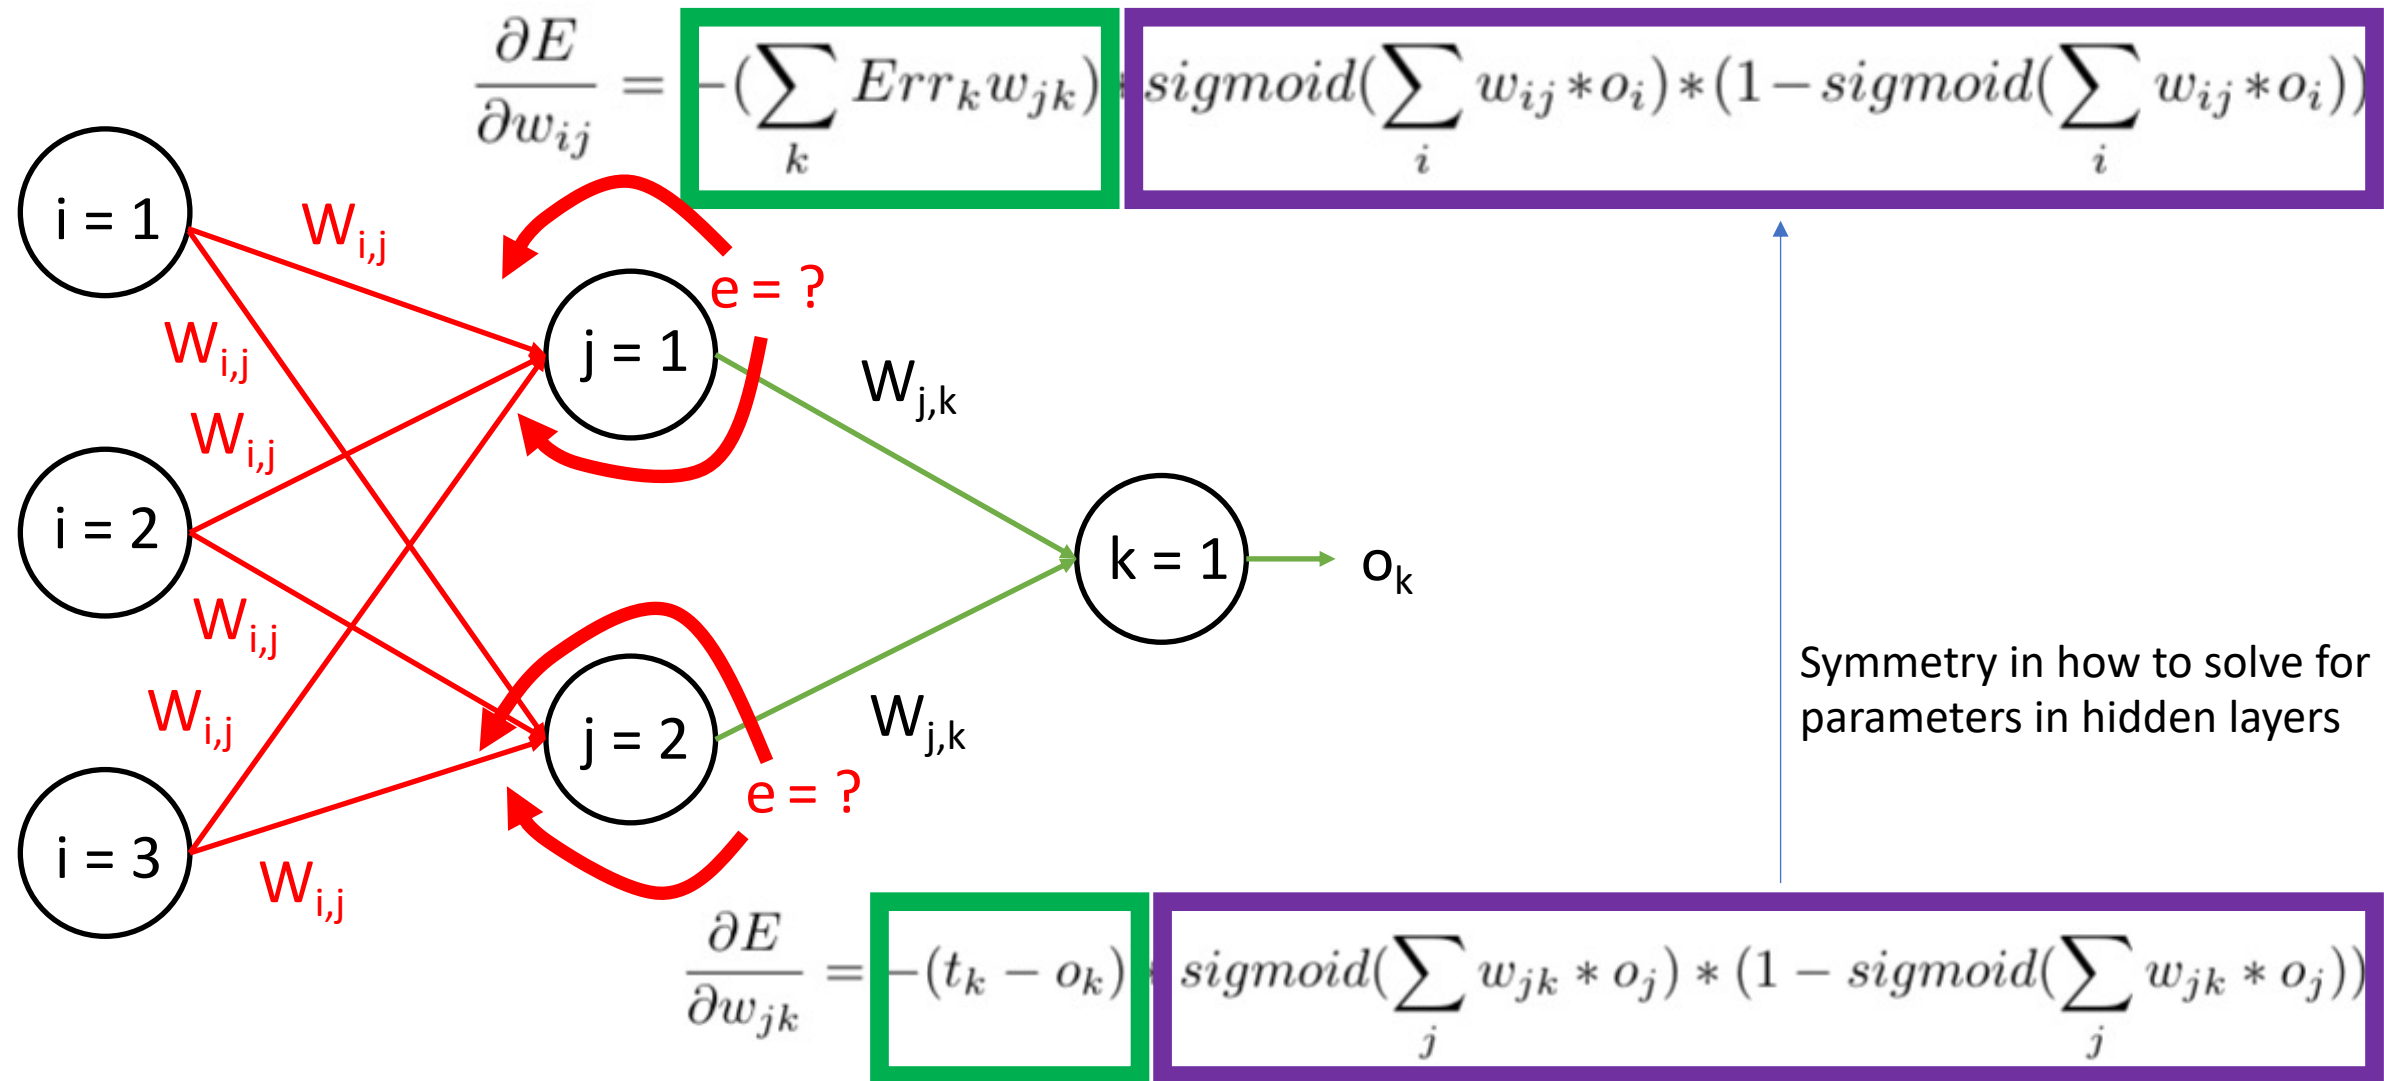 ∂E/∂w_ij = -(∑_k Err_k w_jk) * sigmoid(∑_i w_ij * o_i) * (1 - sigmoid(∑_i w_ij * o_i))
i = 1
W_i,j
e = ?
W_i,j
j = 1
W_j,k
W_i,j
i = 2
k = 1
o_k
W_i,j
Symmetry in how to solve for
parameters in hidden layers
W_i,j
j = 2
W_j,k
e = ?
i = 3
W_i,j
∂E/∂w_jk = -(t_k - o_k) * sigmoid(∑_j w_jk * o_j) * (1 - sigmoid(∑_j w_jk * o_j))